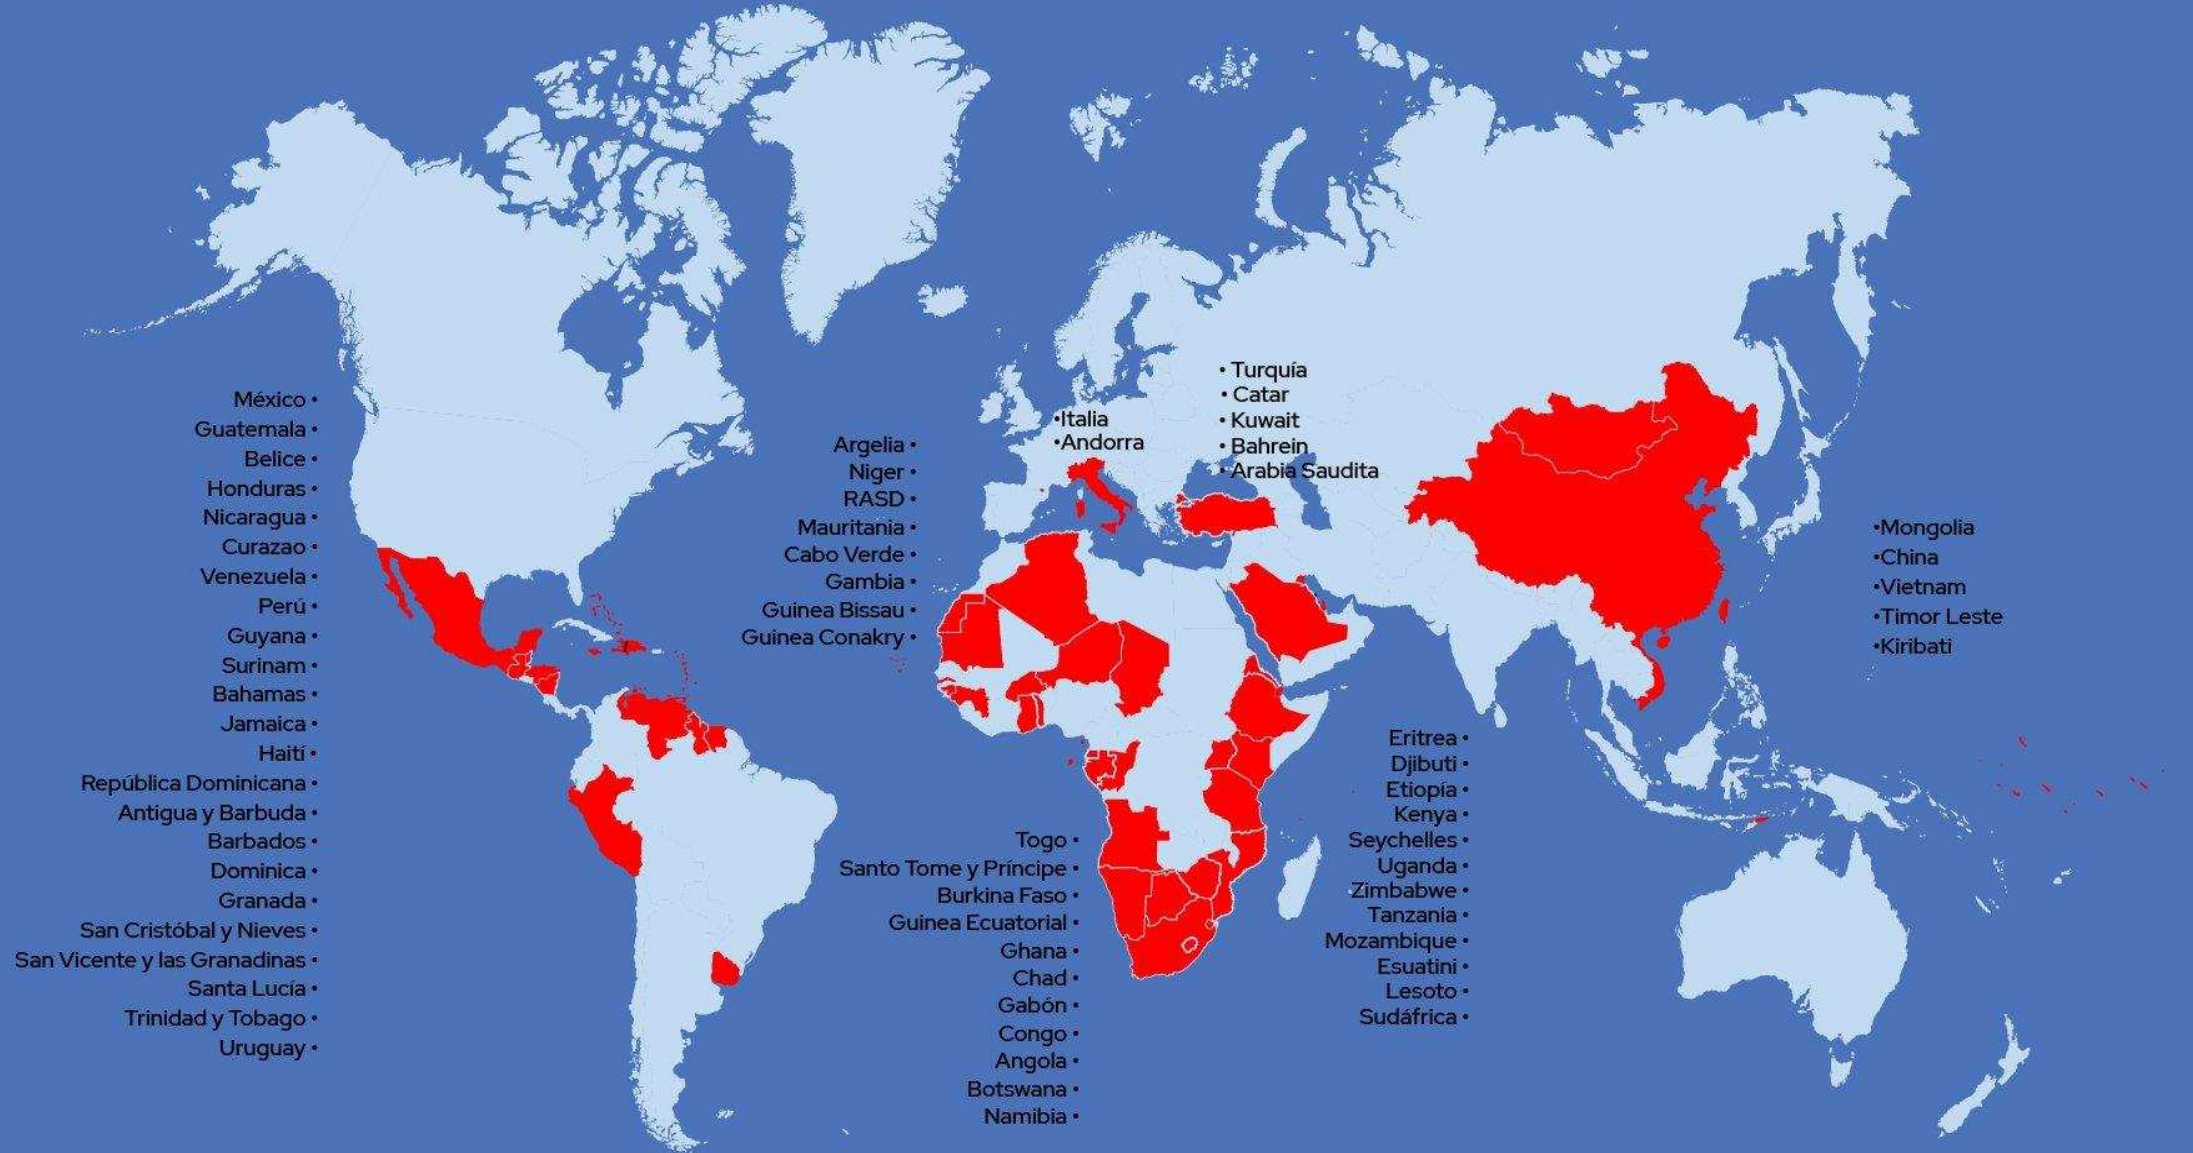 México •
Guatemala •
Belice •
Honduras •
Nicaragua •
Curazao •
Venezuela •
Perú •
Guyana •
Surinam •
Bahamas •
Jamaica •
Haití •
República Dominicana •
Antigua y Barbuda •
Barbados •
Dominica •
Granada •
San Cristóbal y Nieves •
San Vicente y las Granadinas •
Santa Lucía •
Trinidad y Tobago •
Uruguay •
Argelia •
Niger •
RASD •
Mauritania •
Cabo Verde •
Gambia •
Guinea Bissau •
Guinea Conakry •
•Italia
•Andorra
• Turquía
• Catar
• Kuwait
• Bahrein
• Arabia Saudita
Togo •
Santo Tome y Príncipe •
Burkina Faso •
Guinea Ecuatorial •
Ghana •
Chad •
Gabón •
Congo •
Angola •
Botswana •
Namibia •
Eritrea •
Djibuti •
Etiopía •
Kenya •
Seychelles •
Uganda •
Zimbabwe •
Tanzania •
Mozambique •
Esuatini •
Lesoto •
Sudáfrica •
•Mongolia
•China
•Vietnam
•Timor Leste
•Kiribati